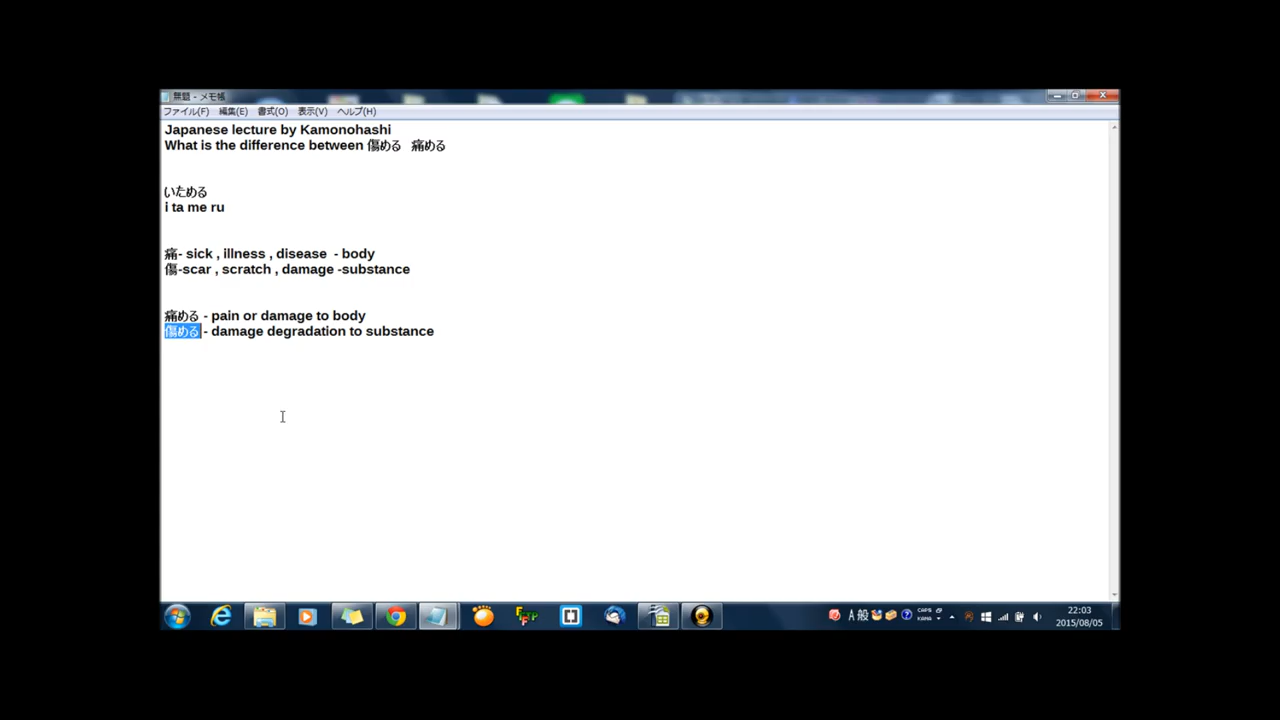 無題 - メモ帳
ファイル(F) 編集(E) 書式(O) 表示(V) ヘルプ(H)
Japanese lecture by Kamonohashi
What is the difference between 傷める 痛める
いためる
i ta me ru
痛- sick , illness , disease - body
傷-scar , scratch , damage -substance
痛める - pain or damage to body
傷める - damage degradation to substance
A 般 CAPS KANA
22:03
2015/08/05